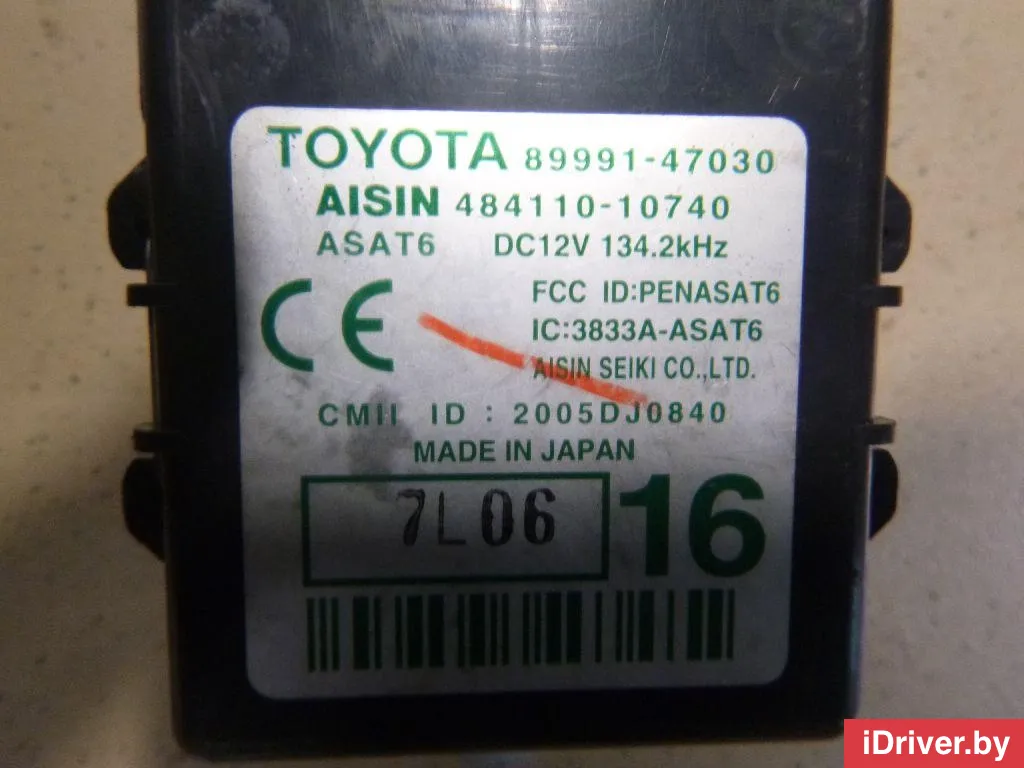 TOYOTA 89991-47030
AISIN 484110-10740
ASAT6 DC12V 134.2kHz
CE FCC ID:PENASAT6
IC:3833A-ASAT6
AISIN SEIKI CO.,LTD.
CMII ID : 2005DJ0840
MADE IN JAPAN
7L06 16
iDriver.by